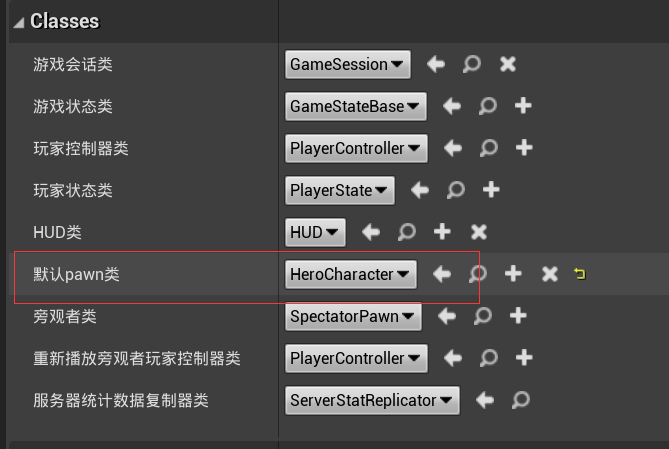 Classes
游戏会话类 GameSession
游戏状态类 GameStateBase
玩家控制器类 PlayerController
玩家状态类 PlayerState
HUD类 HUD
默认pawn类 HeroCharacter
旁观者类 SpectatorPawn
重新播放旁观者玩家控制器类 PlayerController
服务器统计数据复制器类 ServerStatReplicator